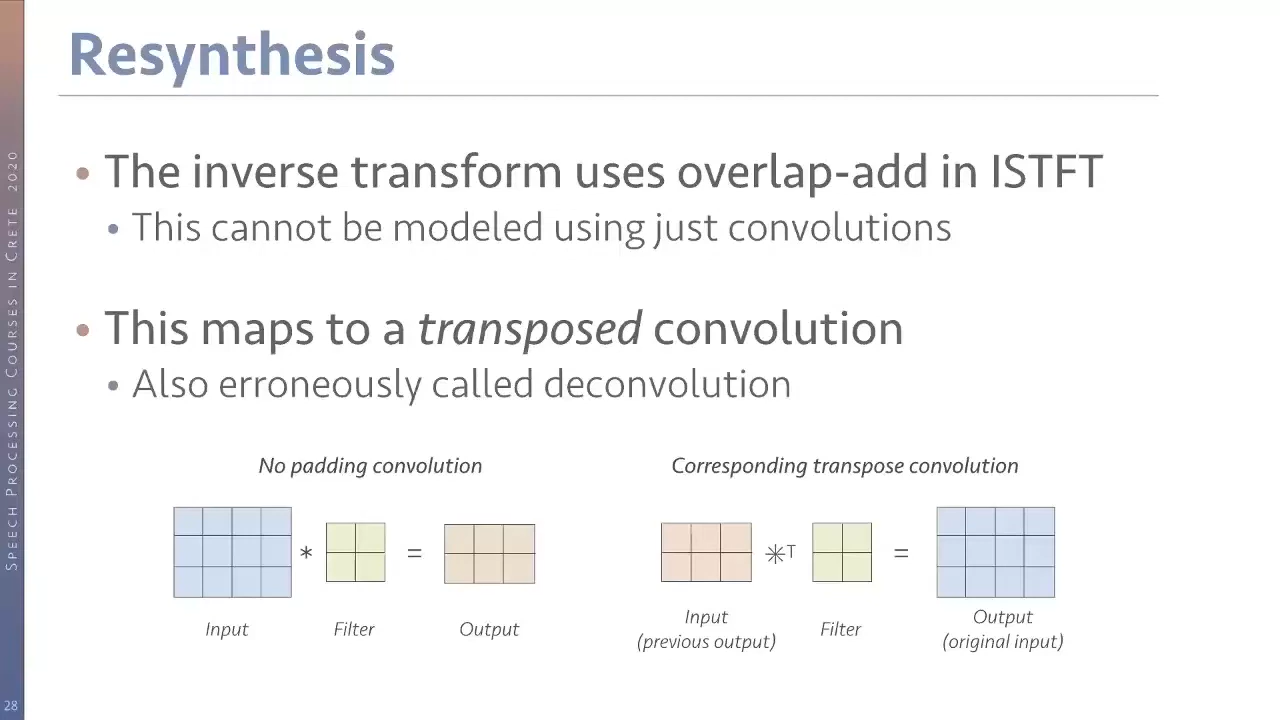 Resynthesis
• The inverse transform uses overlap-add in ISTFT
• This cannot be modeled using just convolutions
• This maps to a transposed convolution
• Also erroneously called deconvolution
No padding convolution
Corresponding transpose convolution
* =
✳T =
Input
Filter
Output
Input
(previous output)
Filter
Output
(original input)
Speech Processing Courses in Crete 2020
28